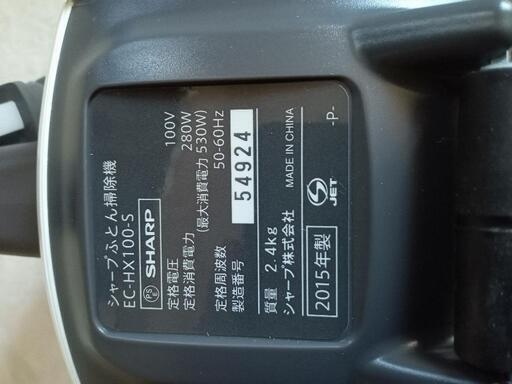 シャープふとん掃除機
EC-HX100-S
PS E SHARP
定格電圧 100V
定格消費電力 280W
(最大消費電力 530W)
定格周波数 50-60Hz
製造番号 54924
質量 2.4kg
シャープ株式会社 MADE IN CHINA
2015年製 S JET -P-